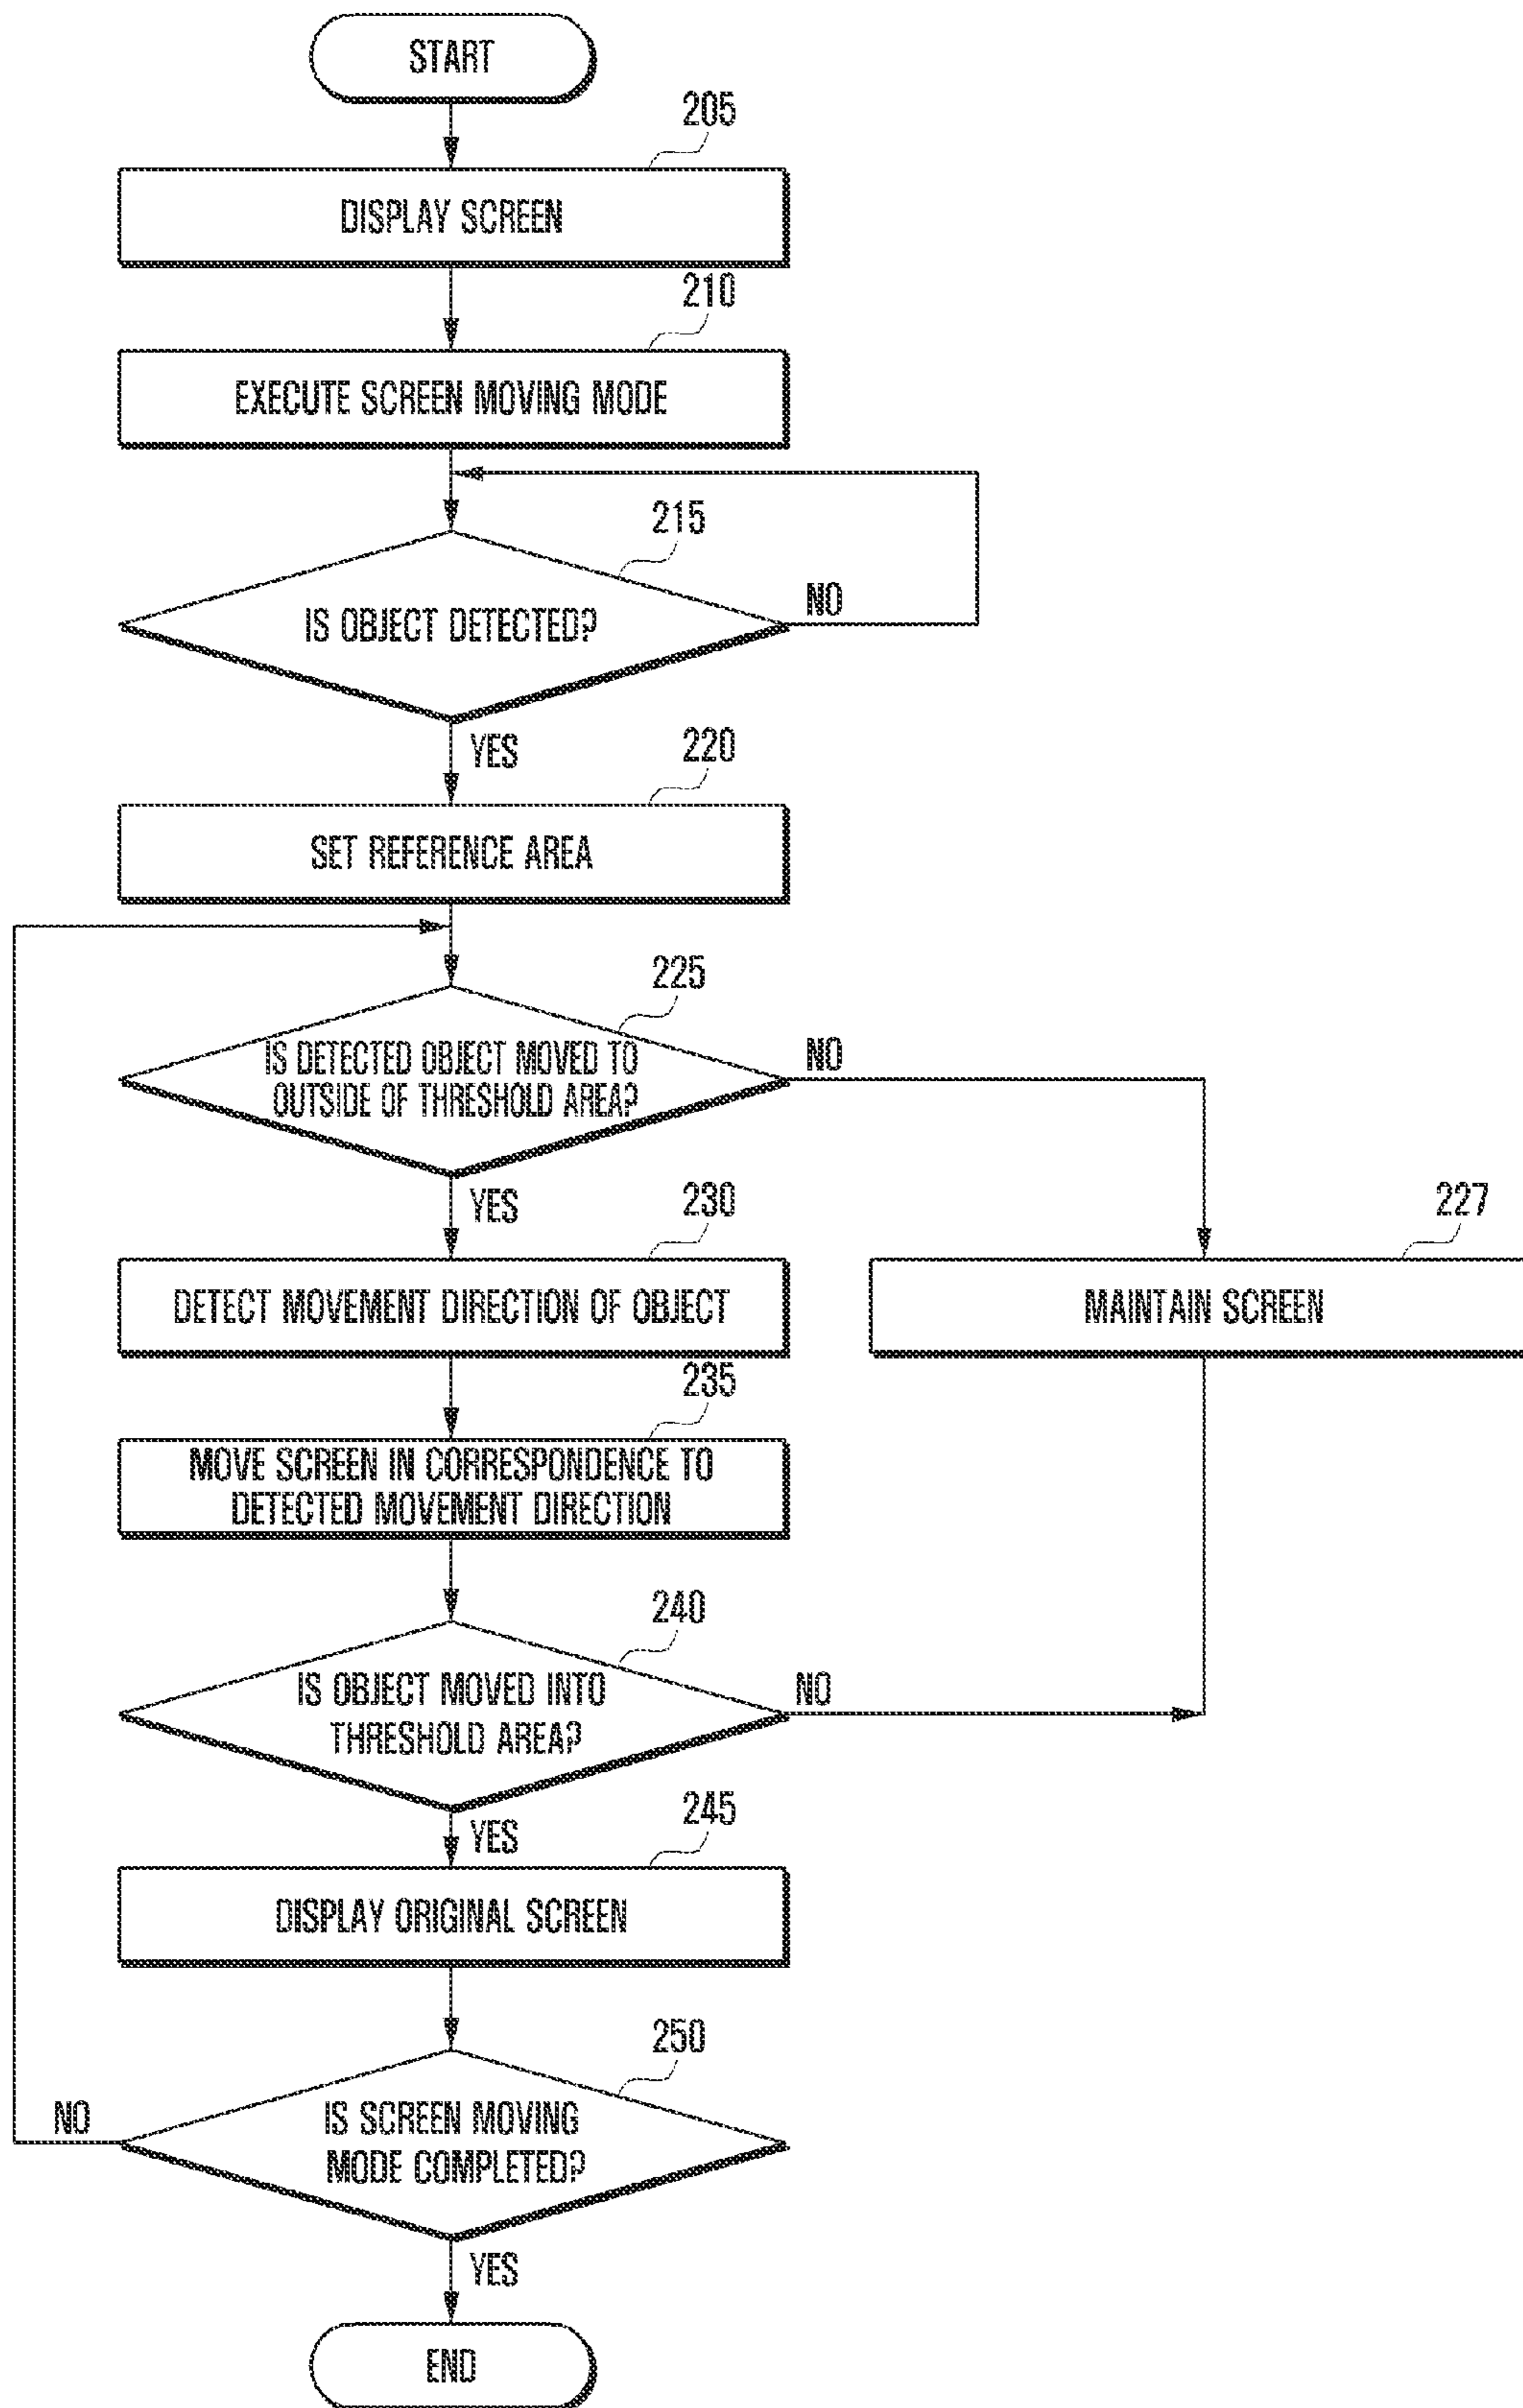 START
205
DISPLAY SCREEN
210
EXECUTE SCREEN MOVING MODE
215
IS OBJECT DETECTED?
NO
YES
220
SET REFERENCE AREA
225
IS DETECTED OBJECT MOVED TO
OUTSIDE OF THRESHOLD AREA?
NO
YES
230
DETECT MOVEMENT DIRECTION OF OBJECT
227
MAINTAIN SCREEN
235
MOVE SCREEN IN CORRESPONDENCE TO
DETECTED MOVEMENT DIRECTION
240
IS OBJECT MOVED INTO
THRESHOLD AREA?
NO
YES
245
DISPLAY ORIGINAL SCREEN
250
IS SCREEN MOVING
MODE COMPLETED?
NO
YES
END